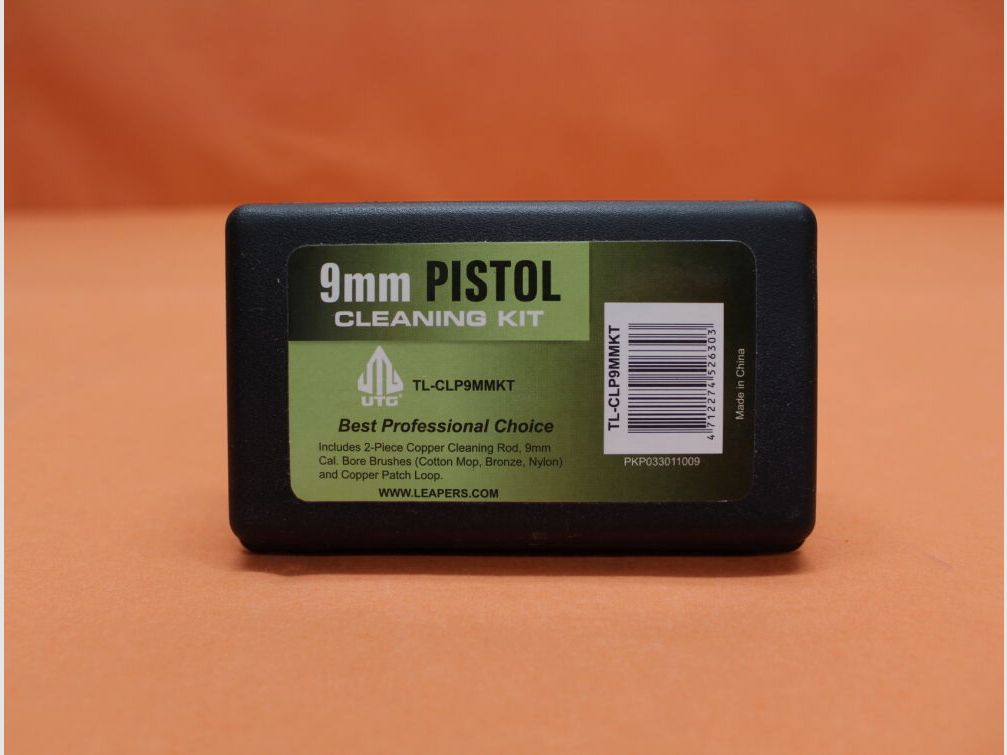 9mm PISTOL
CLEANING KIT
UTG®
TL-CLP9MMKT
Best Professional Choice
Includes 2-Piece Copper Cleaning Rod, 9mm
Cal. Bore Brushes (Cotton Mop, Bronze, Nylon)
and Copper Patch Loop.
WWW.LEAPERS.COM
TL-CLP9MMKT
4712274526303
PKP033011009
Made in China